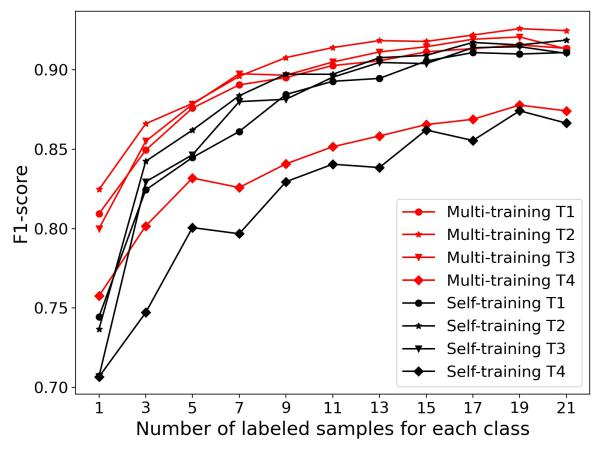 F1-score
0.90
0.85
0.80
0.75
0.70
Multi-training T1
Multi-training T2
Multi-training T3
Multi-training T4
Self-training T1
Self-training T2
Self-training T3
Self-training T4
1 3 5 7 9 11 13 15 17 19 21
Number of labeled samples for each class